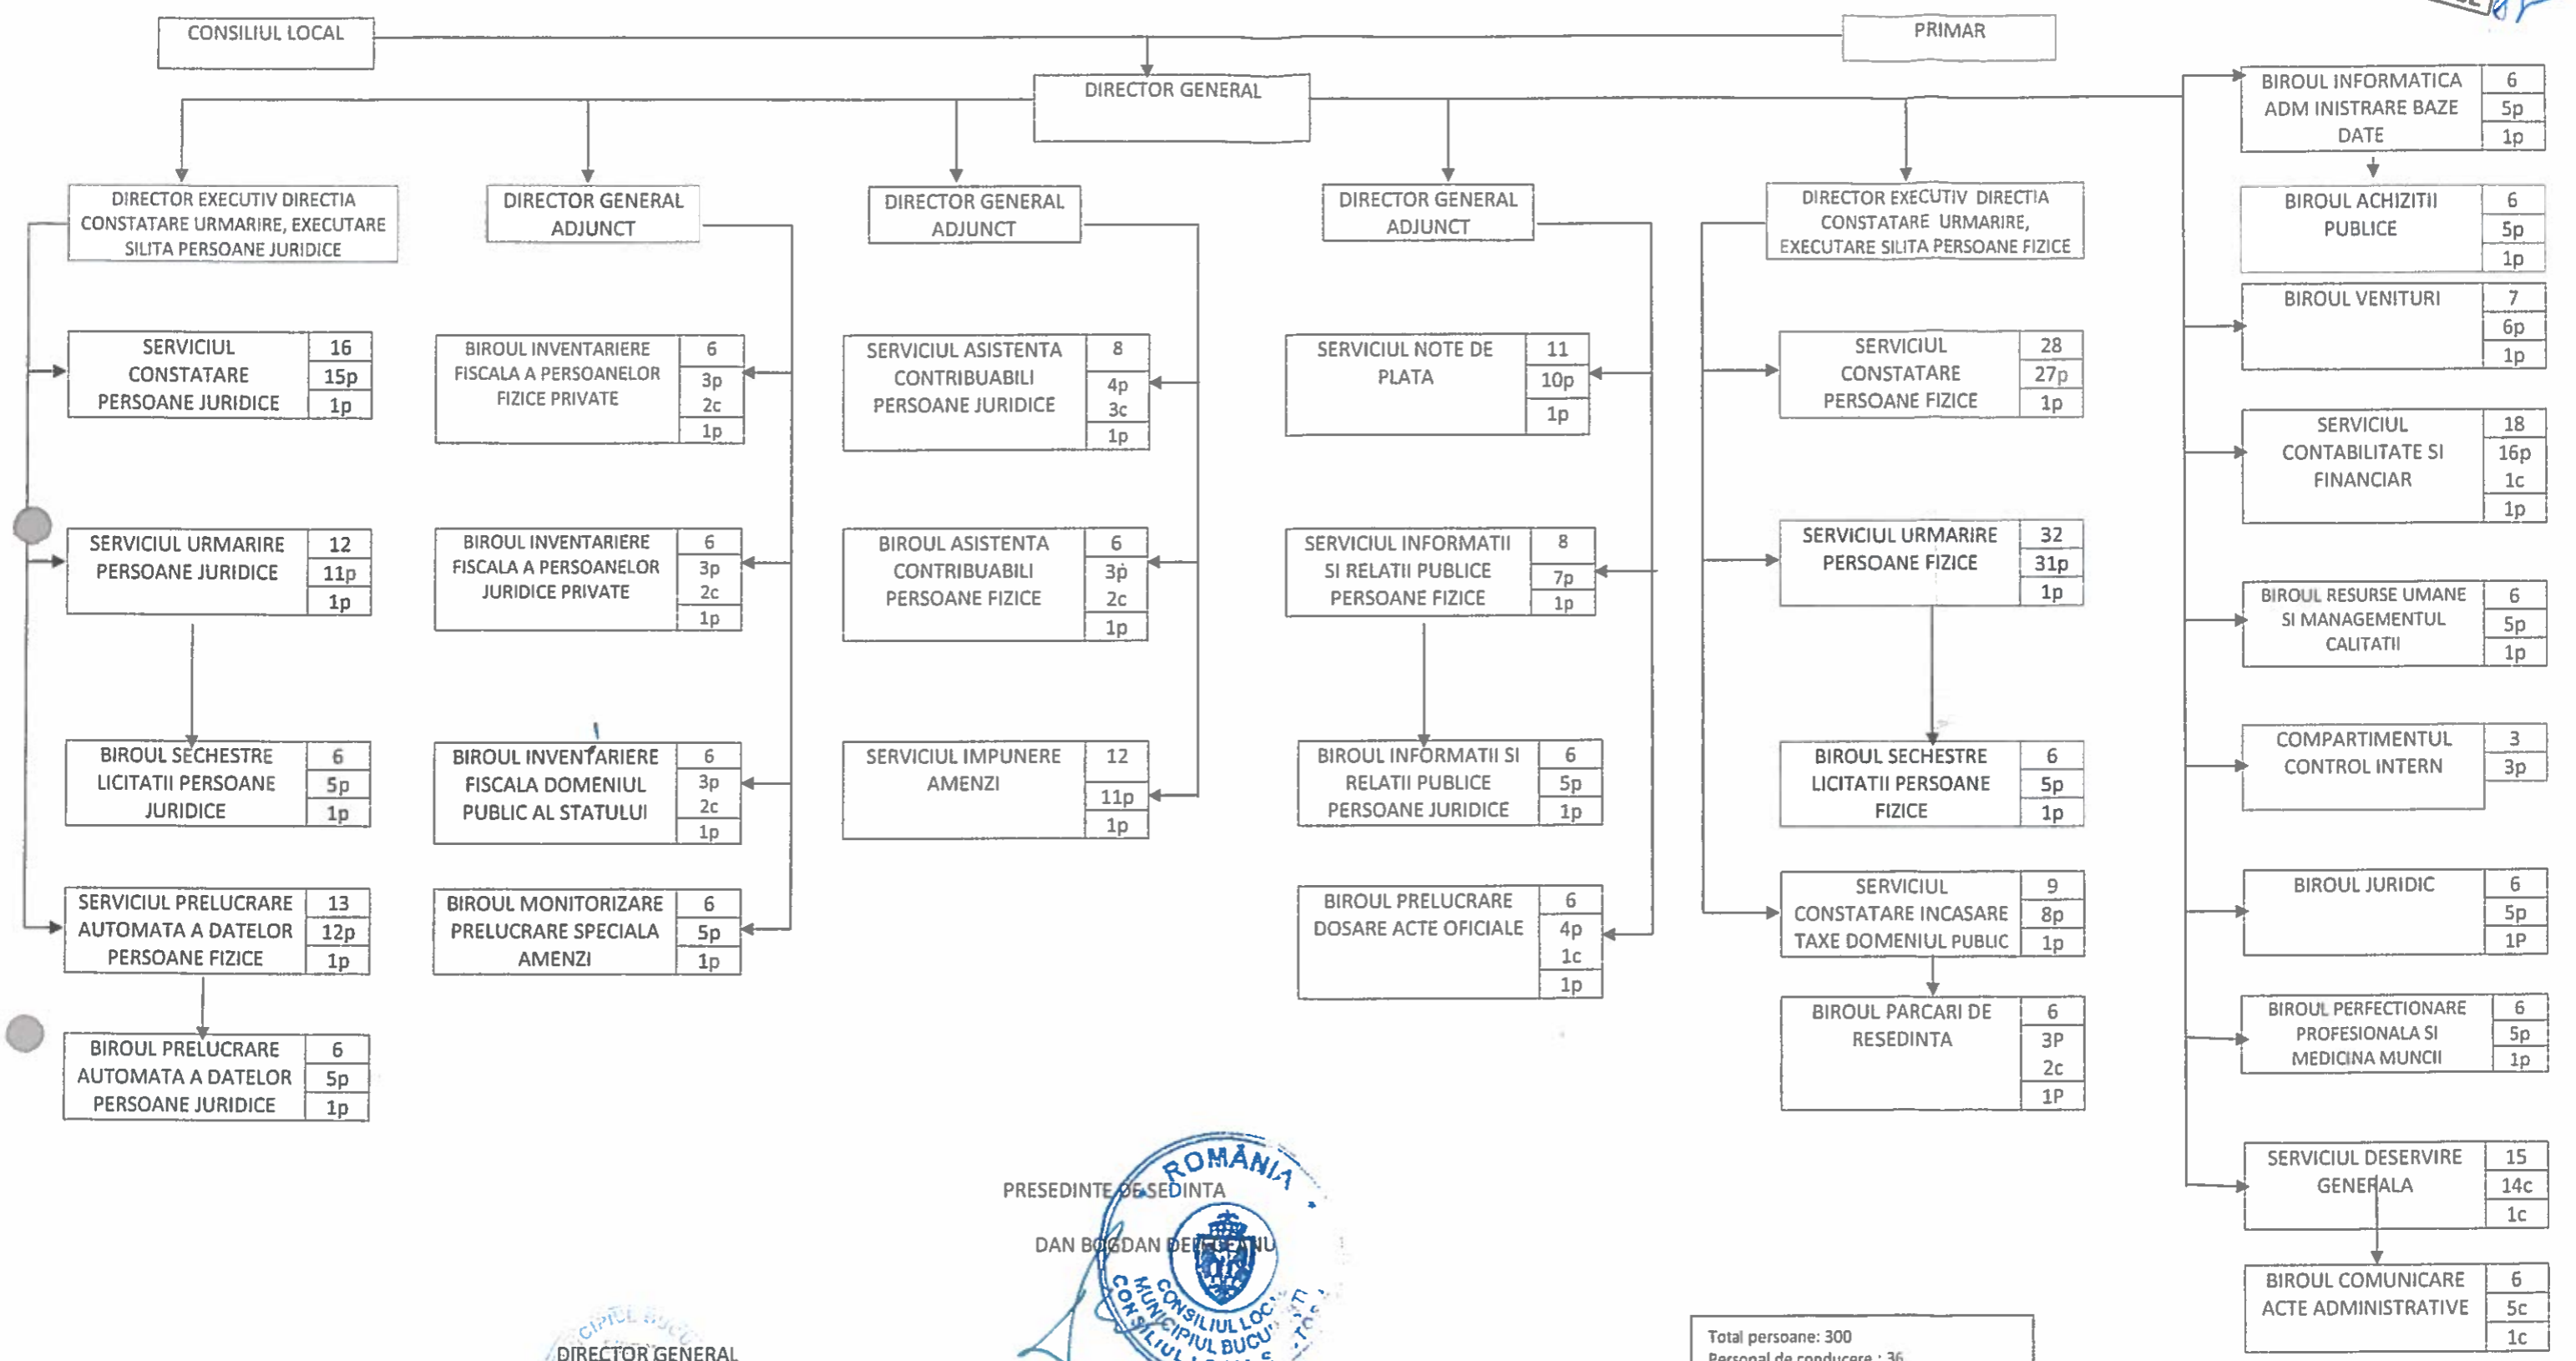 CONSILIUL LOCAL
PRIMAR
DIRECTOR GENERAL
DIRECTOR EXECUTIV DIRECTIA
CONSTATARE URMARIRE, EXECUTARE
SILITA PERSOANE JURIDICE
DIRECTOR GENERAL
ADJUNCT
DIRECTOR GENERAL
ADJUNCT
DIRECTOR GENERAL
ADJUNCT
DIRECTOR EXECUTIV DIRECTIA
CONSTATARE URMARIRE,
EXECUTARE SILITA PERSOANE FIZICE
SERVICIUL 16
CONSTATARE 15p
PERSOANE JURIDICE 1p
SERVICIUL URMARIRE 12
PERSOANE JURIDICE 11p
1p
BIROUL SECHESTRE 6
LICITATII PERSOANE 5p
JURIDICE 1p
SERVICIUL PRELUCRARE 13
AUTOMATA A DATELOR 12p
PERSOANE FIZICE 1p
BIROUL PRELUCRARE 6
AUTOMATA A DATELOR 5p
PERSOANE JURIDICE 1p
BIROUL INVENTARIERE 6
FISCALA A PERSOANELOR 3p
FIZICE PRIVATE 2c
1p
BIROUL INVENTARIERE 6
FISCALA A PERSOANELOR 3p
JURIDICE PRIVATE 2c
1p
BIROUL INVENTARIERE 6
FISCALA DOMENIUL 3p
PUBLIC AL STATULUI 2c
1p
BIROUL MONITORIZARE 6
PRELUCRARE SPECIALA 5p
AMENZI 1p
SERVICIUL ASISTENTA 8
CONTRIBUABILI 4p
PERSOANE JURIDICE 3c
1p
BIROUL ASISTENTA 6
CONTRIBUABILI 3p
PERSOANE FIZICE 2c
1p
SERVICIUL IMPUNERE 12
AMENZI 11p
1p
SERVICIUL NOTE DE 11
PLATA 10p
1p
SERVICIUL INFORMATII 8
SI RELATII PUBLICE 7p
PERSOANE FIZICE 1p
BIROUL INFORMATII SI 6
RELATII PUBLICE 5p
PERSOANE JURIDICE 1p
BIROUL PRELUCRARE 6
DOSARE ACTE OFICIALE 4p
1c
1p
SERVICIUL 28
CONSTATARE 27p
PERSOANE FIZICE 1p
SERVICIUL URMARIRE 32
PERSOANE FIZICE 31p
1p
BIROUL SECHESTRE 6
LICITATII PERSOANE 5p
FIZICE 1p
SERVICIUL 9
CONSTATARE INCASARE 8p
TAXE DOMENIUL PUBLIC 1p
BIROUL PARCARI DE 6
RESEDINTA 3P
2c
1P
BIROUL INFORMATICA 6
ADM INISTRARE BAZE 5p
DATE 1p
BIROUL ACHIZITII 6
PUBLICE 5p
1p
BIROUL VENITURI 7
6p
1p
SERVICIUL 18
CONTABILITATE SI 16p
FINANCIAR 1c
1p
BIROUL RESURSE UMANE 6
SI MANAGEMENTUL 5p
CALITATII 1p
COMPARTIMENTUL 3
CONTROL INTERN 3p
BIROUL JURIDIC 6
5p
1P
BIROUL PERFECTIONARE 6
PROFESIONALA SI 5p
MEDICINA MUNCII 1p
SERVICIUL DESERVIRE 15
GENERALA 14c
1c
BIROUL COMUNICARE 6
ACTE ADMINISTRATIVE 5c
1c
PRESEDINTE DE SEDINTA
DAN BOGDAN
ROMÂNIA
CONSILIUL
MUNICIPIUL
CONSILIUL
DIRECTOR GENERAL
Total persoane: 300
Personal de conducere : 36